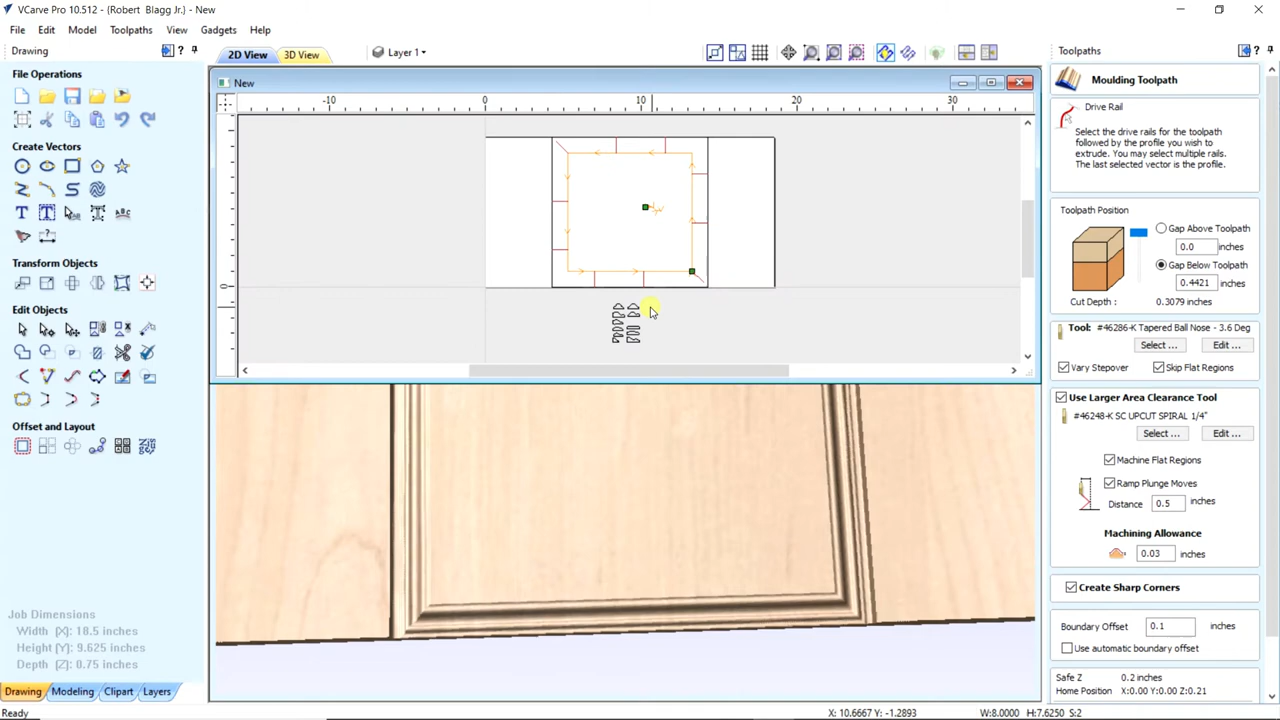 VCarve Pro 10.512 - {Robert Blagg Jr.} - New
File Edit Model Toolpaths View Gadgets Help
Drawing
File Operations
Create Vectors
Transform Objects
Edit Objects
Offset and Layout
Job Dimensions
Width (X): 18.5 inches
Height (Y): 9.625 inches
Depth (Z): 0.75 inches
Drawing Modeling Clipart Layers
Ready
2D View 3D View Layer 1
New
-10 0 10 20 30
0
Toolpaths
Moulding Toolpath
Drive Rail
Select the drive rails for the toolpath
followed by the profile you wish to
extrude. You may select multiple rails.
The last selected vector is the profile.
Toolpath Position
Gap Above Toolpath
0.0 inches
Gap Below Toolpath
0.4421 inches
Cut Depth : 0.3079 inches
Tool: #46286-K Tapered Ball Nose - 3.6 Deg
Select ... Edit ...
Vary Stepover Skip Flat Regions
Use Larger Area Clearance Tool
#46248-K SC UPCUT SPIRAL 1/4"
Select ... Edit ...
Machine Flat Regions
Ramp Plunge Moves
Distance 0.5 inches
Machining Allowance
0.03 inches
Create Sharp Corners
Boundary Offset 0.1 inches
Use automatic boundary offset
Safe Z 0.2 inches
Home Position X:0.00 Y:0.00 Z:0.21
X: 10.6667 Y: -1.2893 W:8.0000 H:7.6250 S:2